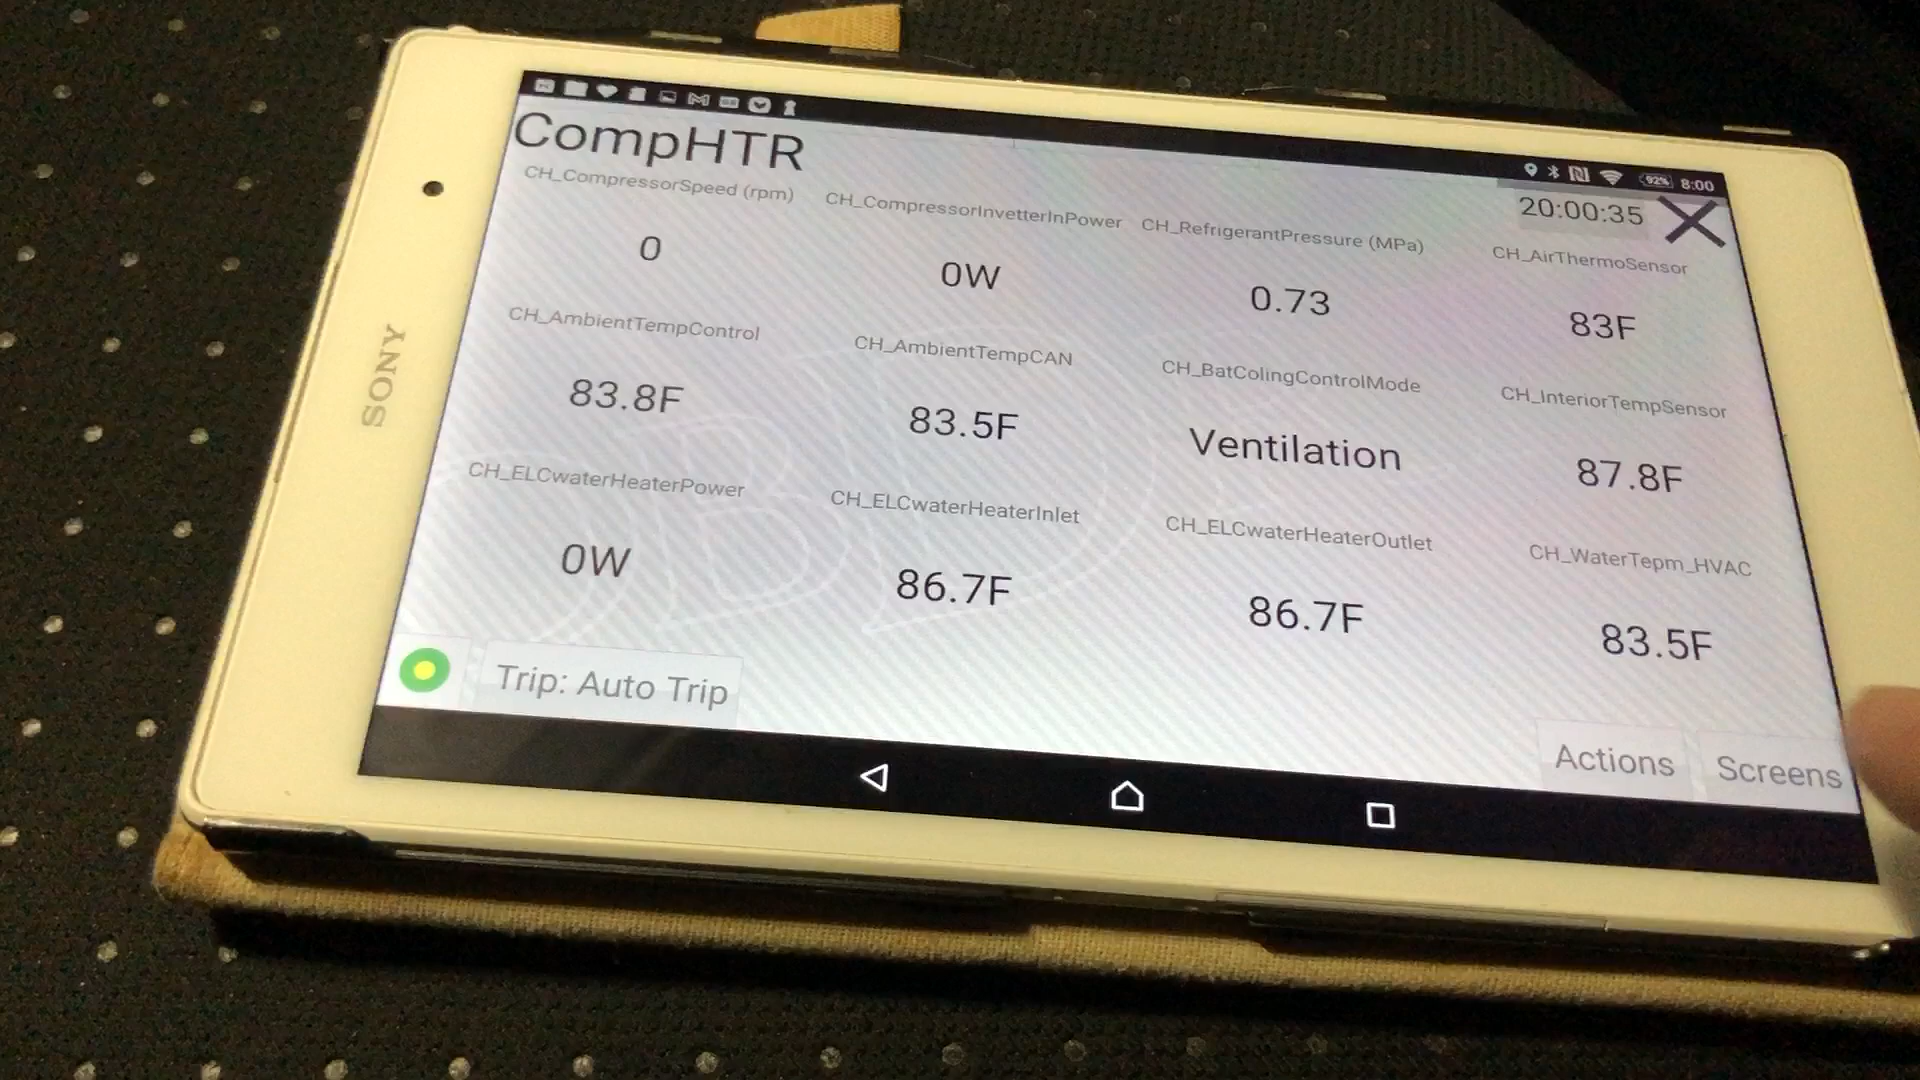 CompHTR
92% 8:00
20:00:35
CH_CompressorSpeed (rpm) CH_CompressorInvetterInPower CH_RefrigerantPressure (MPa) CH_AirThermoSensor
0 0W 0.73 83F
CH_AmbientTempControl CH_AmbientTempCAN CH_BatColingControlMode CH_InteriorTempSensor
83.8F 83.5F Ventilation 87.8F
CH_ELCwaterHeaterPower CH_ELCwaterHeaterInlet CH_ELCwaterHeaterOutlet CH_WaterTepm_HVAC
0W 86.7F 86.7F 83.5F
Trip: Auto Trip Actions Screens
SONY